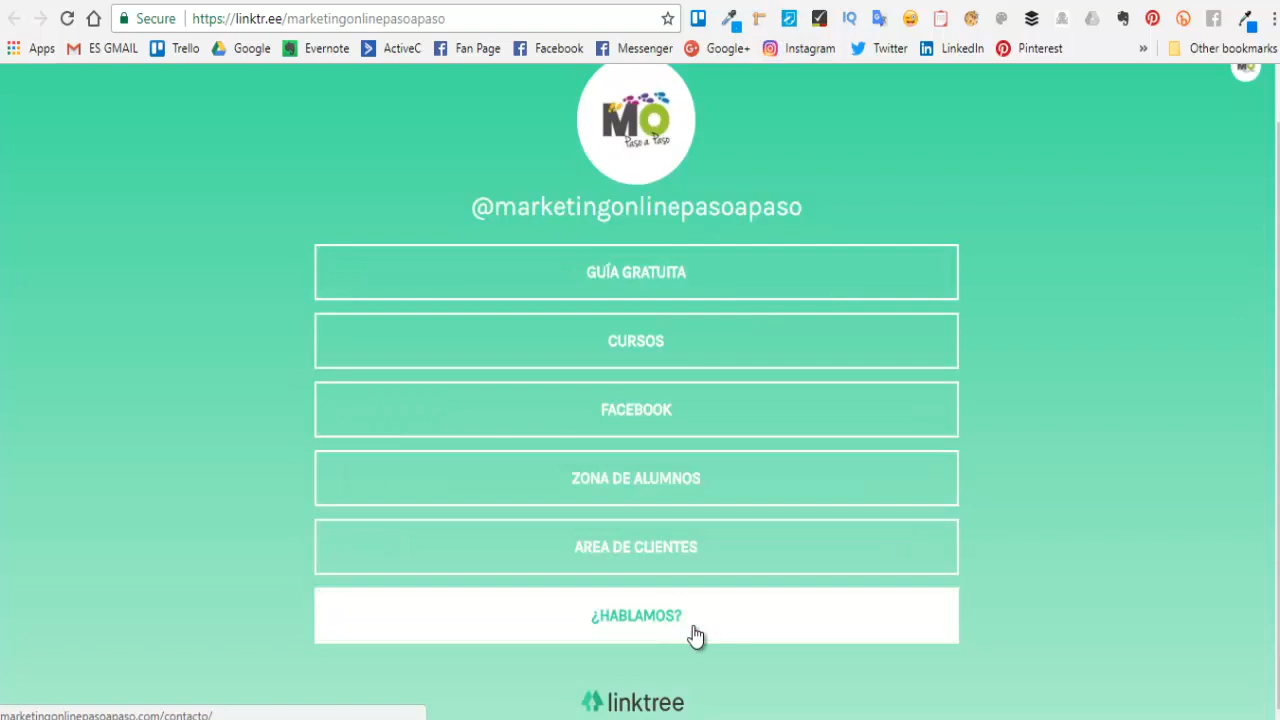 Secure https://linktr.ee/marketingonlinepasoapaso
Apps ES GMAIL Trello Google Evernote ActiveC Fan Page Facebook Messenger Google+ Instagram Twitter LinkedIn Pinterest » Other bookmarks
MO
Paso a Paso
@marketingonlinepasoapaso
GUÍA GRATUITA
CURSOS
FACEBOOK
ZONA DE ALUMNOS
AREA DE CLIENTES
¿HABLAMOS?
linktree
marketingonlinepasoapaso.com/contacto/